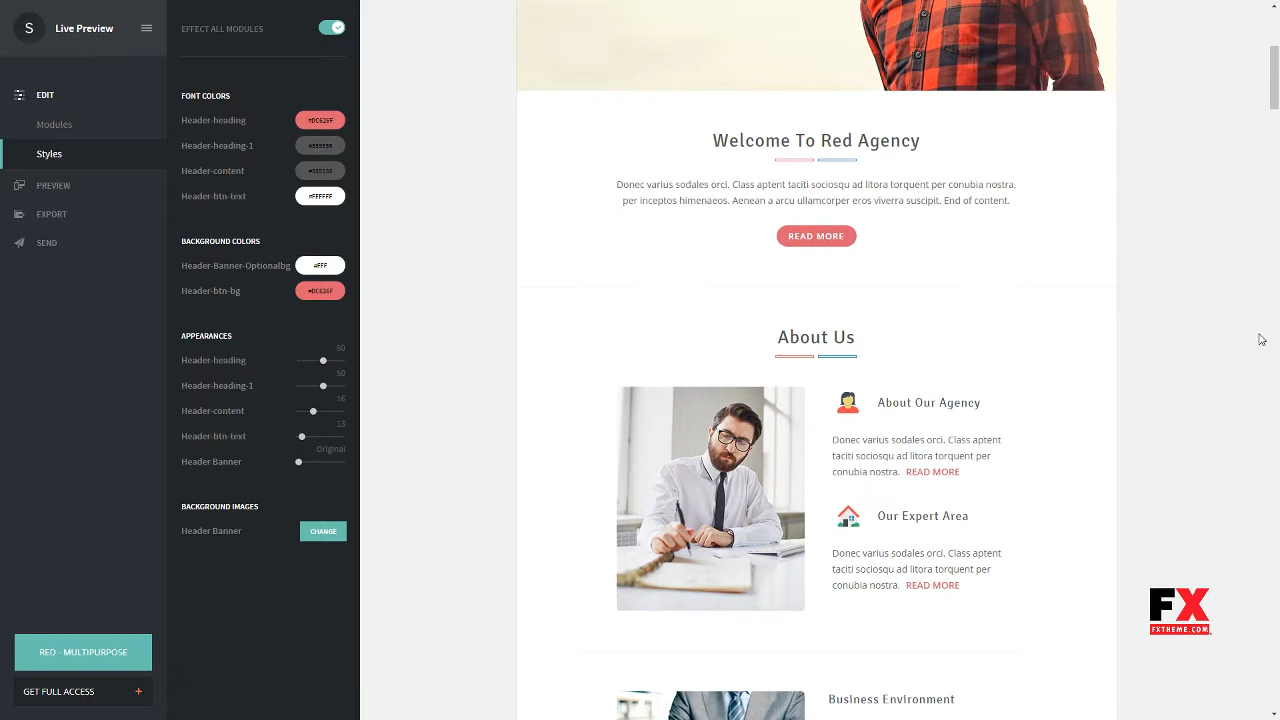 S Live Preview
EDIT
Modules
Styles
PREVIEW
EXPORT
SEND
RED - MULTIPURPOSE
GET FULL ACCESS +
EFFECT ALL MODULES
FONT COLORS
Header-heading #DC626F
Header-heading-1 #555555
Header-content #555555
Header-btn-text #FFFFFF
BACKGROUND COLORS
Header-Banner-Optionalbg #FFF
Header-btn-bg #DC626F
APPEARANCES
50
Header-heading
50
Header-heading-1
16
Header-content
13
Header-btn-text
Original
Header Banner
BACKGROUND IMAGES
Header Banner CHANGE
Welcome To Red Agency
Donec varius sodales orci. Class aptent taciti sociosqu ad litora torquent per conubia nostra,
per inceptos himenaeos. Aenean a arcu ullamcorper eros viverra suscipit. End of content.
READ MORE
About Us
About Our Agency
Donec varius sodales orci. Class aptent
taciti sociosqu ad litora torquent per
conubia nostra. READ MORE
Our Expert Area
Donec varius sodales orci. Class aptent
taciti sociosqu ad litora torquent per
conubia nostra. READ MORE
Business Environment
FX
FXTHEME.COM